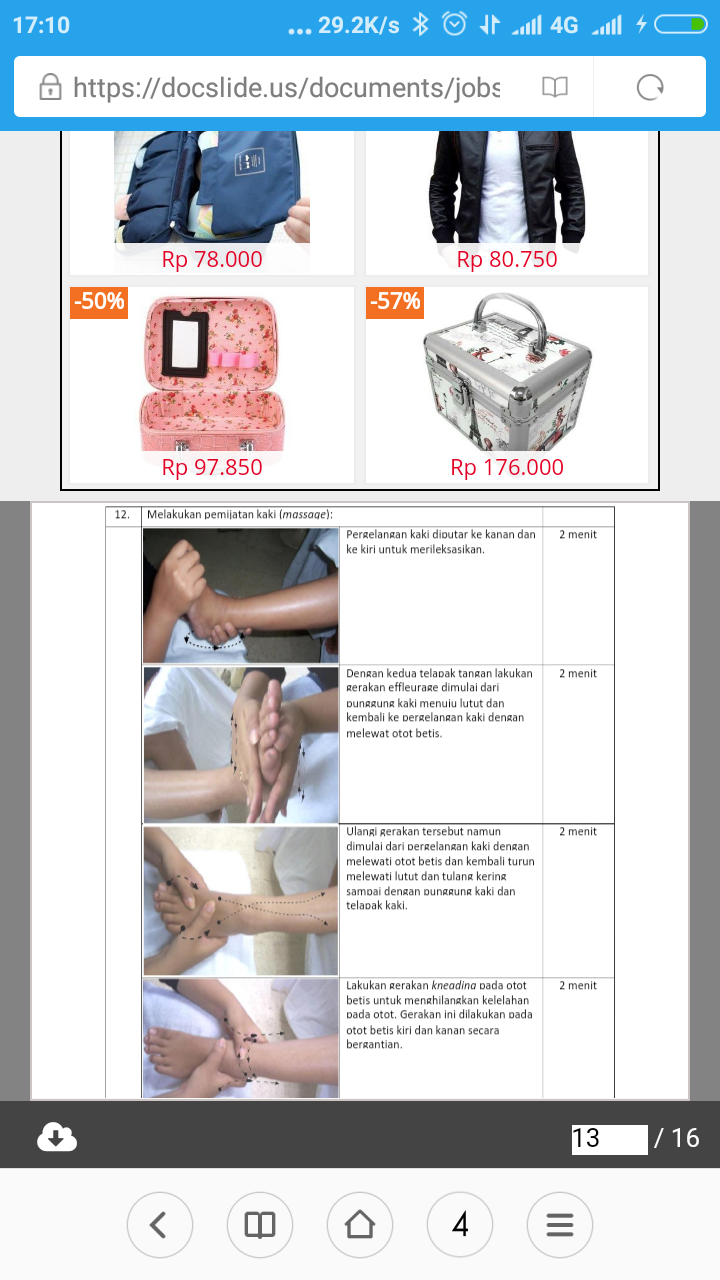 17:10
... 29.2K/s 4G
https://docslide.us/documents/jobs
Rp 78.000
Rp 80.750
-50%
-57%
Rp 97.850
Rp 176.000
12. Melakukan pemijatan kaki (massage):
Pergelangan kaki diputar ke kanan dan
ke kiri untuk merileksasikan.
2 menit
Dengan kedua telapak tangan lakukan
gerakan effleurage dimulai dari
punggung kaki menuju lutut dan
kembali ke pergelangan kaki dengan
melewat otot betis.
2 menit
Ulangi gerakan tersebut namun
dimulai dari pergelangan kaki dengan
melewati otot betis dan kembali turun
melewati lutut dan tulang kering
sampai dengan punggung kaki dan
telapak kaki.
2 menit
Lakukan gerakan kneading pada otot
betis untuk menghilangkan kelelahan
pada otot. Gerakan ini dilakukan pada
otot betis kiri dan kanan secara
bergantian.
2 menit
13 / 16
4